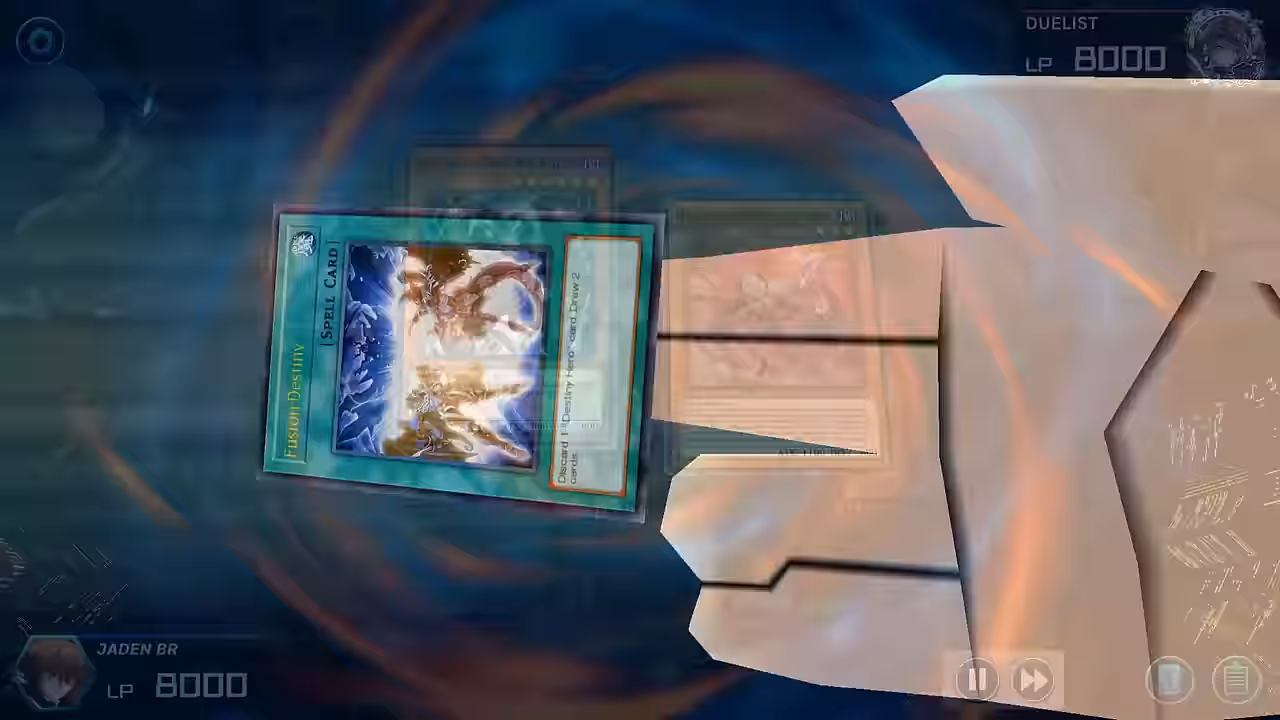 DUELIST
LP 8000
Fusion Destiny
[SPELL CARD]
Discard 1 "Destiny Hero" card. Draw 2
cards.
JADEN BR
LP 8000